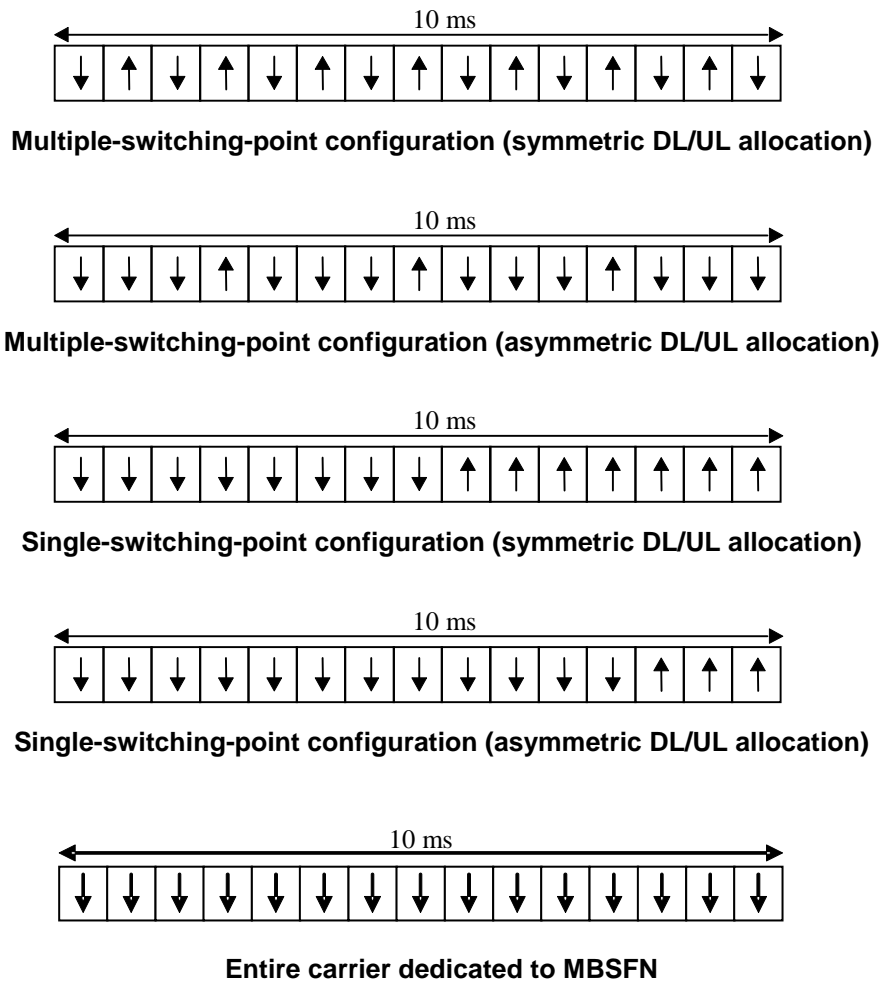 10 ms
Multiple-switching-point configuration (symmetric DL/UL allocation)
10 ms
Multiple-switching-point configuration (asymmetric DL/UL allocation)
10 ms
Single-switching-point configuration (symmetric DL/UL allocation)
10 ms
Single-switching-point configuration (asymmetric DL/UL allocation)
10 ms
Entire carrier dedicated to MBSFN